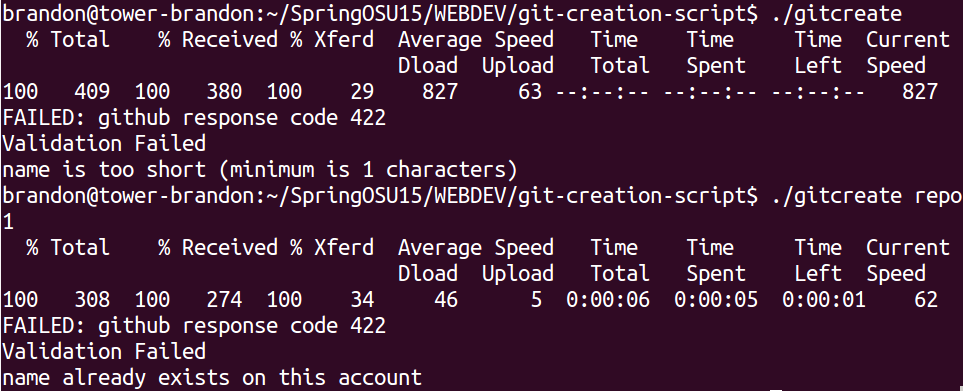 brandon@tower-brandon:~/SpringOSU15/WEBDEV/git-creation-script$ ./gitcreate
  % Total    % Received % Xferd  Average Speed   Time    Time     Time  Current
                                 Dload  Upload   Total   Spent    Left  Speed
100   409  100   380  100    29    827     63 --:--:-- --:--:-- --:--:--   827
FAILED: github response code 422
Validation Failed
name is too short (minimum is 1 characters)
brandon@tower-brandon:~/SpringOSU15/WEBDEV/git-creation-script$ ./gitcreate repo
1
  % Total    % Received % Xferd  Average Speed   Time    Time     Time  Current
                                 Dload  Upload   Total   Spent    Left  Speed
100   308  100   274  100    34     46      5  0:00:06  0:00:05  0:00:01    62
FAILED: github response code 422
Validation Failed
name already exists on this account